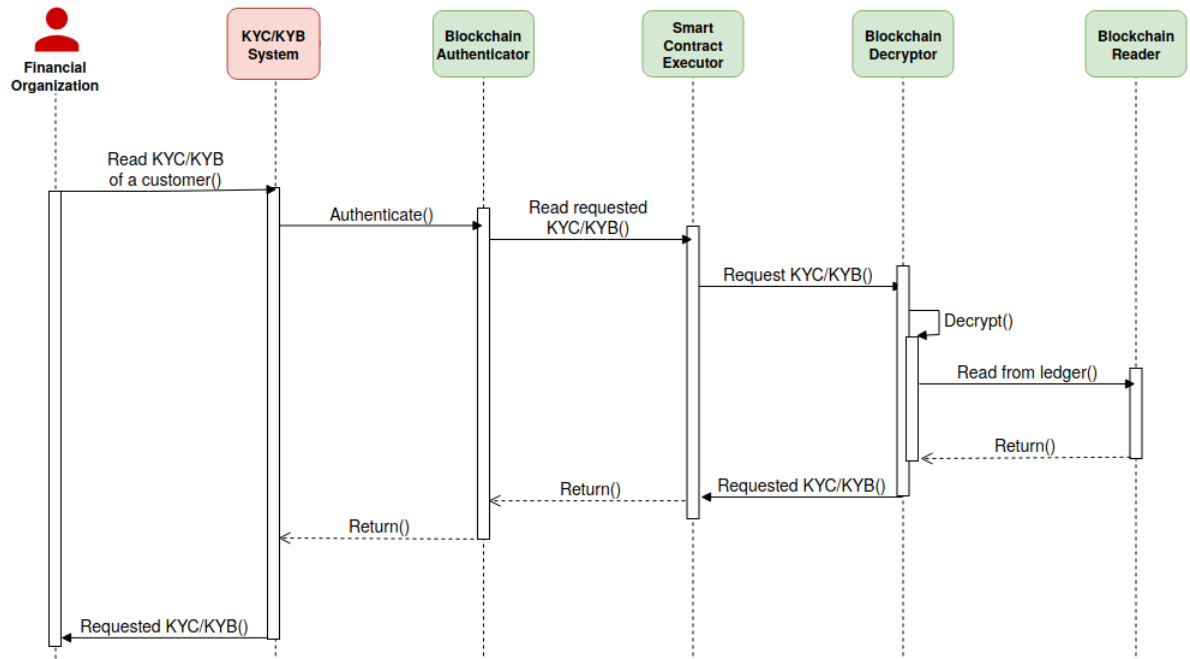 Financial
Organization
KYC/KYB
System
Blockchain
Authenticator
Smart
Contract
Executor
Blockchain
Decryptor
Blockchain
Reader
Read KYC/KYB
of a customer()
Authenticate()
Read requested
KYC/KYB()
Request KYC/KYB()
Decrypt()
Read from ledger()
Return()
Requested KYC/KYB()
Return()
Return()
Requested KYC/KYB()